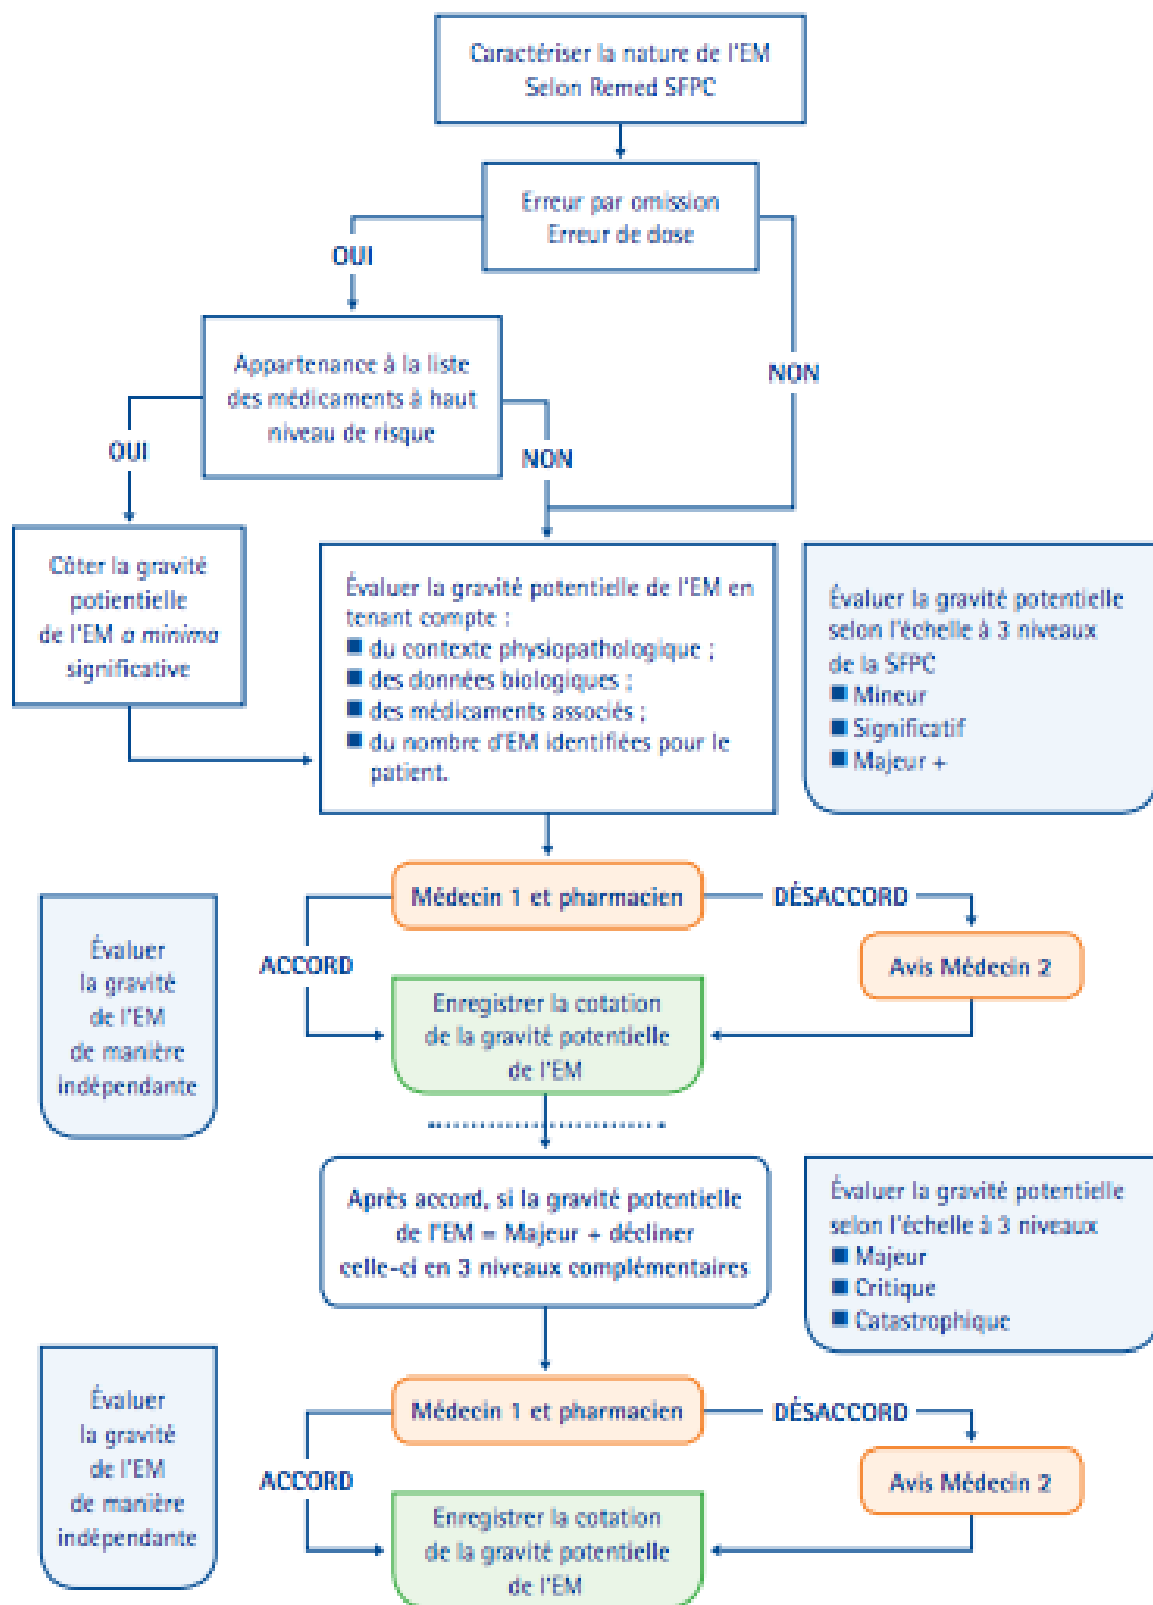 Caractériser la nature de l'EM
Selon Remed SFPC
Erreur par omission
Erreur de dose
OUI
NON
Appartenance à la liste
des médicaments à haut
niveau de risque
OUI
NON
Côter la gravité
potientielle
de l'EM a minima
significative
Évaluer la gravité potentielle de l'EM en
tenant compte :
■ du contexte physiopathologique ;
■ des données biologiques ;
■ des médicaments associés ;
■ du nombre d'EM identifiées pour le
patient.
Évaluer la gravité potentielle
selon l'échelle à 3 niveaux
de la SFPC
■ Mineur
■ Significatif
■ Majeur +
Médecin 1 et pharmacien
DÉSACCORD
Évaluer
la gravité
de l'EM
de manière
indépendante
ACCORD
Avis Médecin 2
Enregistrer la cotation
de la gravité potentielle
de l'EM
Après accord, si la gravité potentielle
de l'EM = Majeur + décliner
celle-ci en 3 niveaux complémentaires
Évaluer la gravité potentielle
selon l'échelle à 3 niveaux
■ Majeur
■ Critique
■ Catastrophique
Médecin 1 et pharmacien
DÉSACCORD
Évaluer
la gravité
de l'EM
de manière
indépendante
ACCORD
Avis Médecin 2
Enregistrer la cotation
de la gravité potentielle
de l'EM